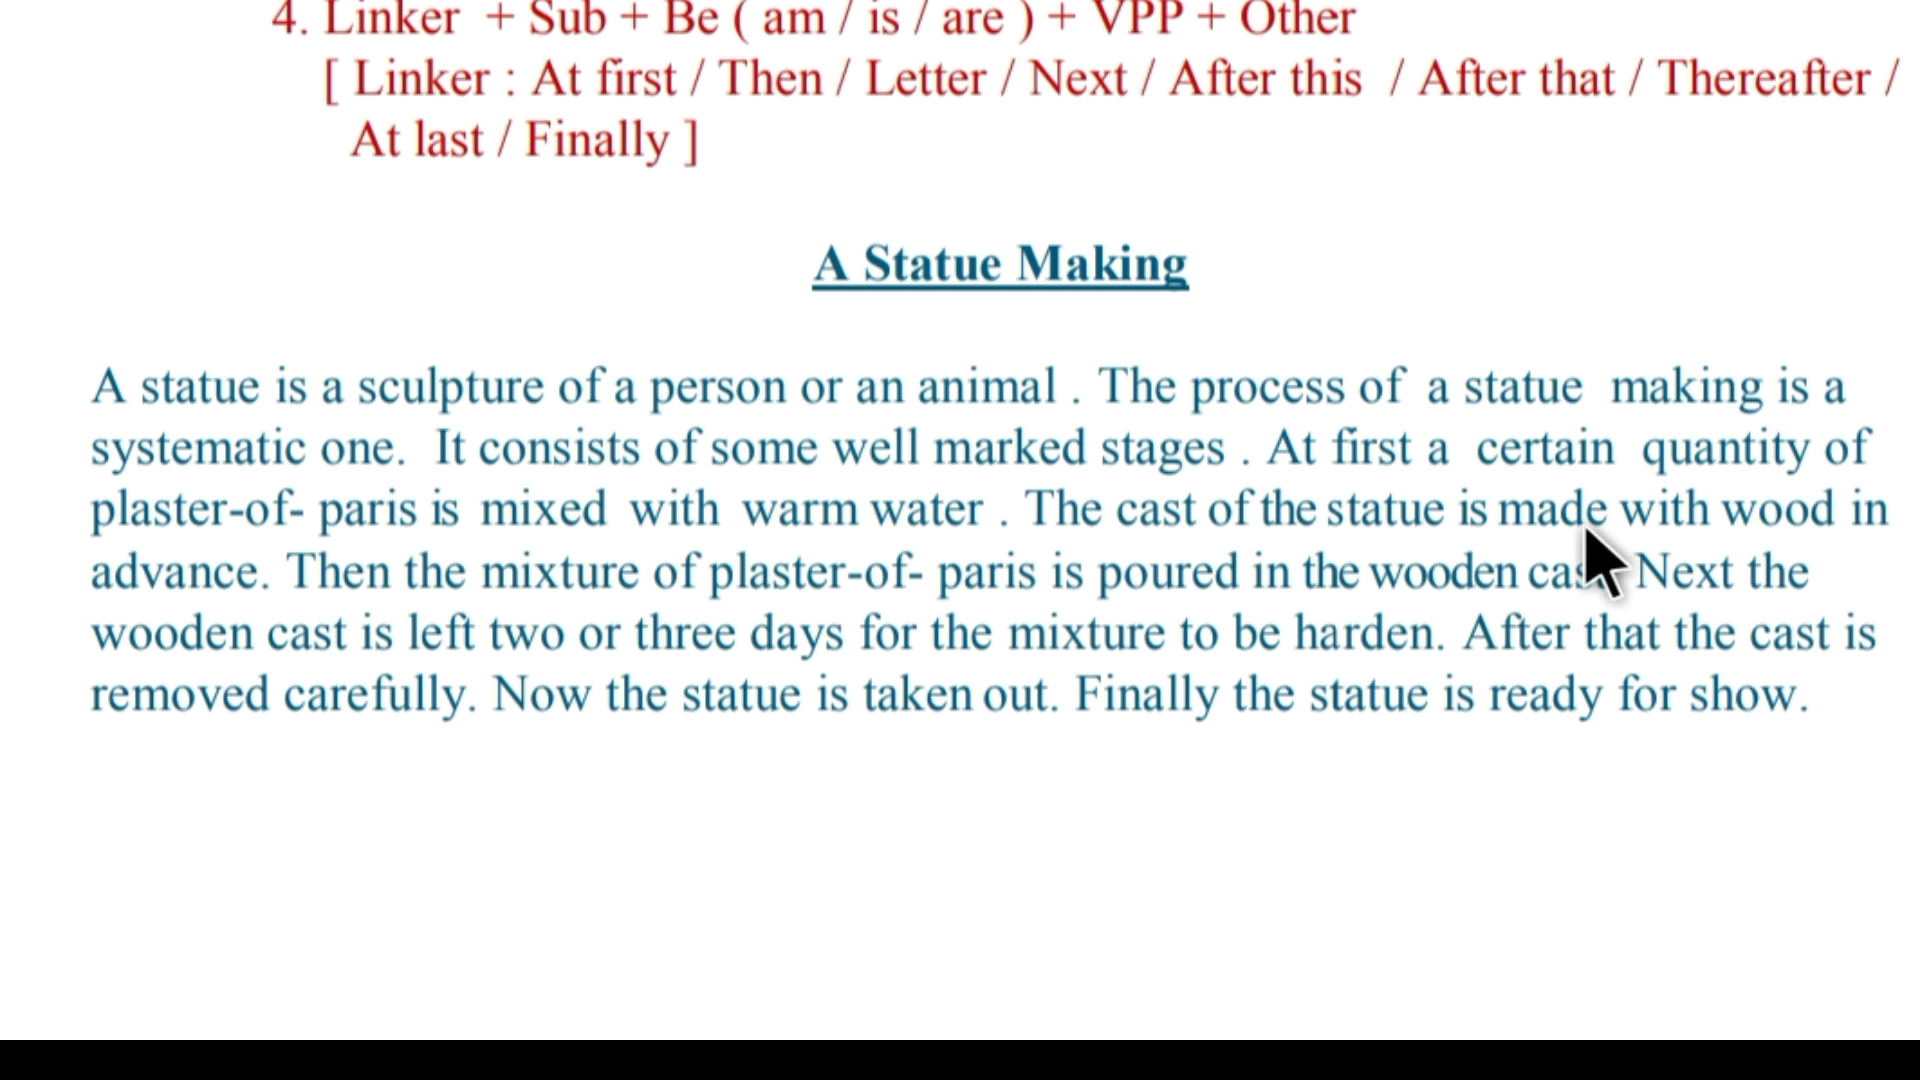 4. Linker + Sub + Be ( am / is / are ) + VPP + Other
[ Linker : At first / Then / Letter / Next / After this / After that / Thereafter /
At last / Finally ]
A Statue Making
A statue is a sculpture of a person or an animal . The process of a statue making is a
systematic one. It consists of some well marked stages . At first a certain quantity of
plaster-of- paris is mixed with warm water . The cast of the statue is made with wood in
advance. Then the mixture of plaster-of- paris is poured in the wooden Next the
wooden cast is left two or three days for the mixture to be harden. After that the cast is
removed carefully. Now the statue is taken out. Finally the statue is ready for show.